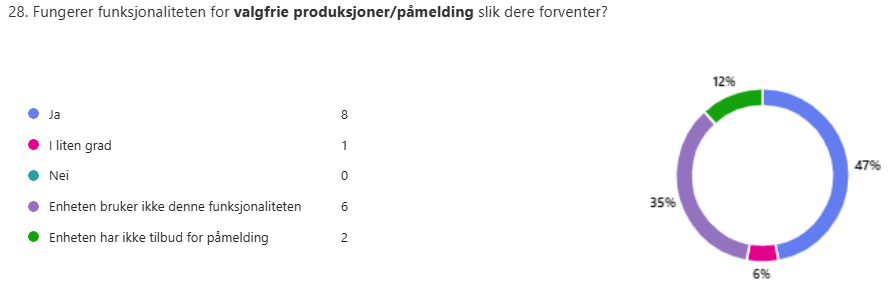 28. Fungerer funksjonaliteten for valgfrie produksjoner/påmelding slik dere forventer?
Ja 8
I liten grad 1
Nei 0
Enheten bruker ikke denne funksjonaliteten 6
Enheten har ikke tilbud for påmelding 2
12%
47%
35%
6%